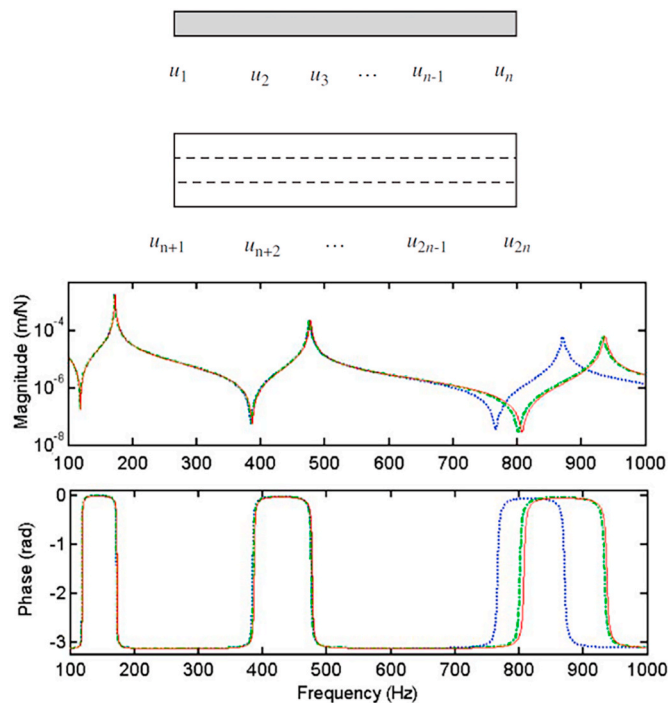 u1 u2 u3 ... un-1 un
un+1 un+2 ... u2n-1 u2n
Magnitude (m/N)
10-4
10-6
10-8
100 200 300 400 500 600 700 800 900 1000
Phase (rad)
0
-1
-2
-3
100 200 300 400 500 600 700 800 900 1000
Frequency (Hz)